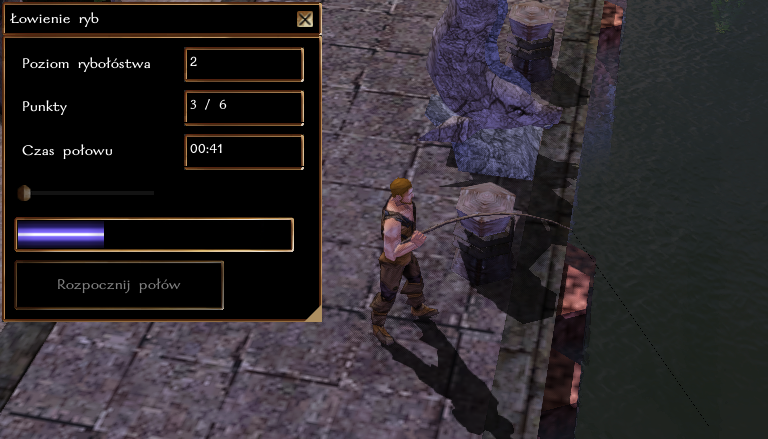 Łowienie ryb
Poziom rybołóstwa 2
Punkty 3 / 6
Czas połowu 00:41
Rozpocznij połów